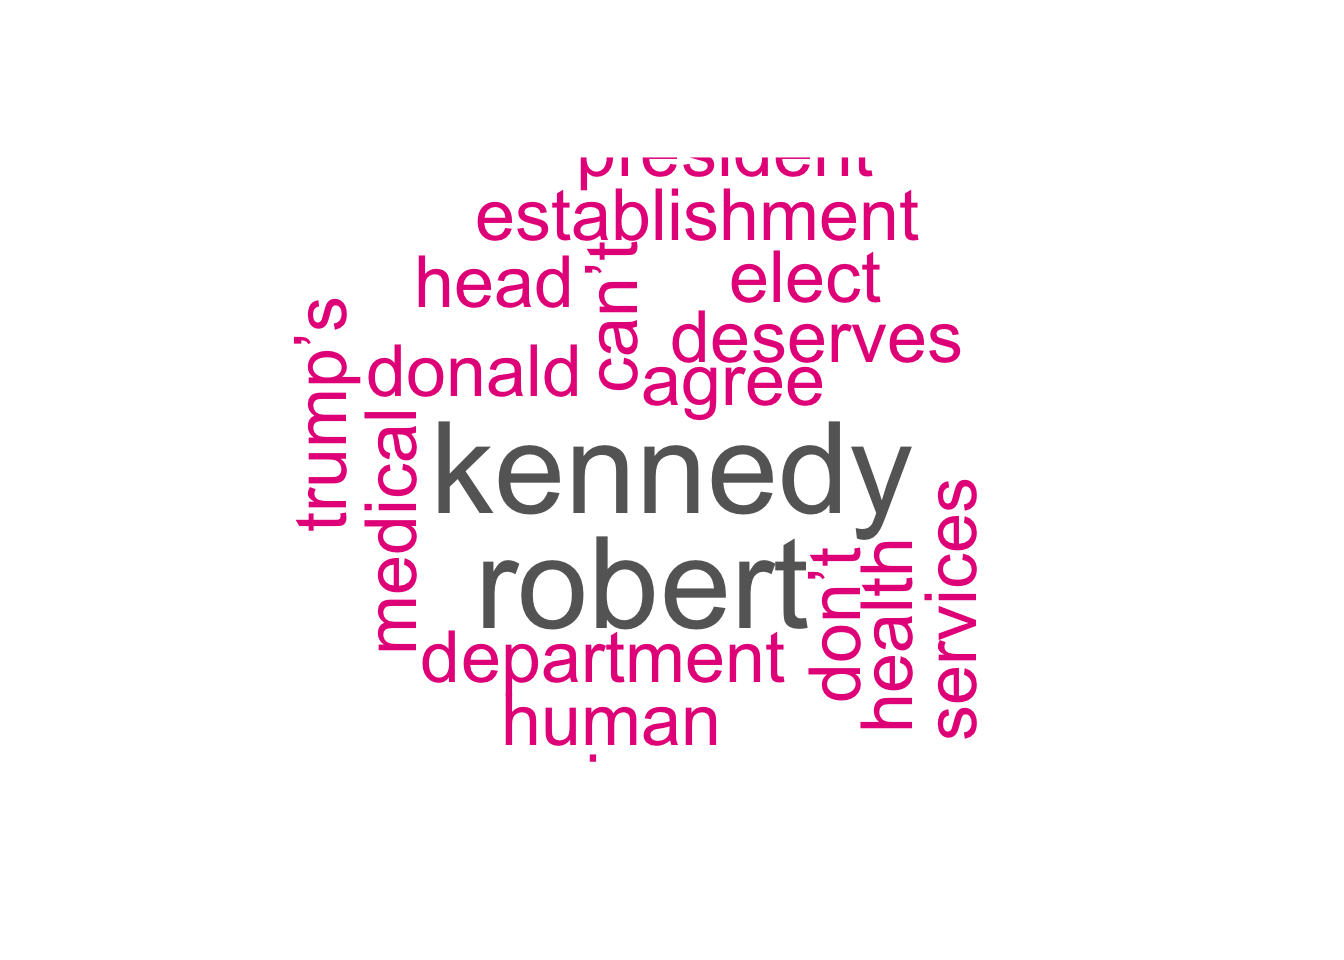 president
establishment
head
can’t
elect
trump’s
donald
deserves
agree
medical
kennedy
robert
don’t
health
services
department
human
.